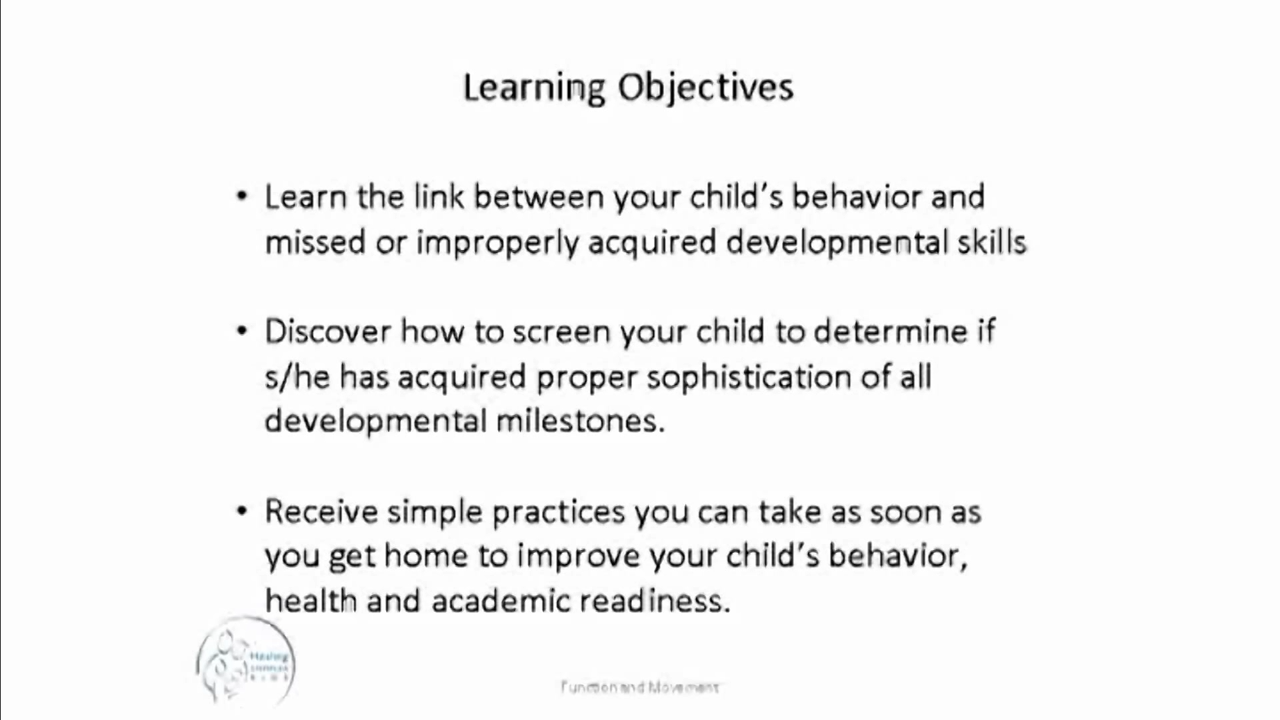 Learning Objectives
• Learn the link between your child's behavior and
missed or improperly acquired developmental skills
• Discover how to screen your child to determine if
s/he has acquired proper sophistication of all
developmental milestones.
• Receive simple practices you can take as soon as
you get home to improve your child's behavior,
health and academic readiness.
Healing
Function and Movement